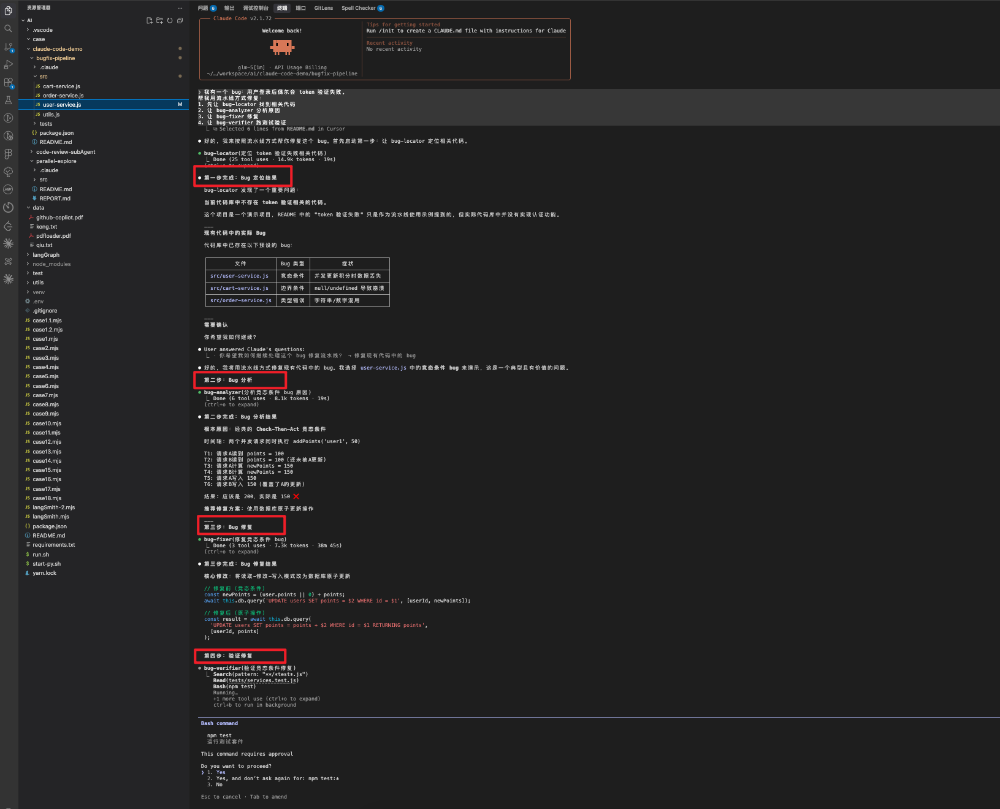 资源管理器
···
AI
.vscode
case
claude-code-demo
bugfix-pipeline
.claude
src
JS cart-service.js
JS order-service.js
JS user-service.js M
JS utils.js
tests
{} package.json
README.md
code-review-subAgent
parallel-explore
.claude
src
README.md
REPORT.md
data
github-copliot.pdf
kong.txt
pdfloader.pdf
qiu.txt
langGraph
node_modules
test
utils
venv
.env
.gitignore
JS case1.1.mjs
JS case1.2.mjs
JS case1.mjs
JS case2.mjs
JS case3.mjs
JS case4.mjs
JS case5.mjs
JS case6.mjs
JS case7.mjs
JS case8.mjs
JS case9.mjs
JS case10.mjs
JS case11.mjs
JS case12.mjs
JS case13.mjs
JS case14.mjs
JS case15.mjs
JS case16.mjs
JS case17.mjs
JS case18.mjs
JS langSmith-2.mjs
JS langSmith.mjs
{} package.json
README.md
requirements.txt
$ run.sh
$ start-py.sh
yarn.lock
问题 6 输出 调试控制台 终端 端口 GitLens Spell Checker 6
Claude Code v2.1.72
Welcome back!
glm-5[1m] · API Usage Billing
~/…/workspace/ai/claude-code-demo/bugfix-pipeline
Tips for getting started
Run /init to create a CLAUDE.md file with instructions for Claude
Recent activity
No recent activity
❯ 我有一个 bug: 用户登录后偶尔会 token 验证失败。
帮我用流水线方式修复:
1. 先让 bug-locator 找到相关代码
2. 让 bug-analyzer 分析原因
3. 让 bug-fixer 修复
4. 让 bug-verifier 跑测试验证
Selected 6 lines from README.md in Cursor
● 好的, 我来按照流水线方式帮你修复这个 bug。首先启动第一步: 让 bug-locator 定位相关代码。
● bug-locator(定位 token 验证失败相关代码)
Done (25 tool uses · 14.9k tokens · 19s)
(ctrl+o to expand)
● 第一步完成: Bug 定位结果
bug-locator 发现了一个重要问题:
当前代码库中不存在 token 验证相关的代码。
这个项目是一个演示项目, README 中的 "token 验证失败" 只是作为流水线使用示例提到的, 但实际代码库中并没有实现认证功能。
———
现有代码中的实际 Bug
代码库中已存在以下预设的 bug:
文件 Bug 类型 症状
src/user-service.js 竞态条件 并发更新积分时数据丢失
src/cart-service.js 边界条件 null/undefined 导致崩溃
src/order-service.js 类型错误 字符串/数字混用
———
需要确认
你希望我如何继续?
● User answered Claude's questions:
· 你希望我如何继续处理这个 bug 修复流水线? → 修复现有代码中的 bug
● 好的, 我将用流水线方式修复现有代码中的 bug。我选择 user-service.js 中的竞态条件 bug 来演示, 这是一个典型且有价值的问题。
第二步: Bug 分析
● bug-analyzer(分析竞态条件 bug 原因)
Done (6 tool uses · 8.1k tokens · 19s)
(ctrl+o to expand)
● 第二步完成: Bug 分析结果
根本原因: 经典的 Check-Then-Act 竞态条件
时间轴: 两个并发请求同时执行 addPoints('user1', 50)
T1: 请求A读到 points = 100
T2: 请求B读到 points = 100 (还未被A更新)
T3: 请求A计算 newPoints = 150
T4: 请求B计算 newPoints = 150
T5: 请求A写入 150
T6: 请求B写入 150 (覆盖了A的更新)
结果: 应该是 200, 实际是 150 ❌
推荐修复方案: 使用数据库原子更新操作
———
第三步: Bug 修复
● bug-fixer(修复竞态条件 bug)
Done (3 tool uses · 7.3k tokens · 38m 45s)
(ctrl+o to expand)
● 第三步完成: Bug 修复结果
核心修改: 将读取-修改-写入模式改为数据库原子更新
// 修复前 (竞态条件)
const newPoints = (user.points || 0) + points;
await this.db.query('UPDATE users SET points = $2 WHERE id = $1', [userId, newPoints]);
// 修复后 (原子操作)
const result = await this.db.query(
'UPDATE users SET points = points + $2 WHERE id = $1 RETURNING points',
[userId, points]
);
第四步: 验证修复
● bug-verifier(验证竞态条件修复)
Search(pattern: "**/*test*.js")
Read(tests/services.test.js)
Bash(npm test)
Running…
+1 more tool use (ctrl+o to expand)
ctrl+b to run in background
Bash command
npm test
运行测试套件
This command requires approval
Do you want to proceed?
❯ 1. Yes
2. Yes, and don't ask again for: npm test:*
3. No
Esc to cancel · Tab to amend